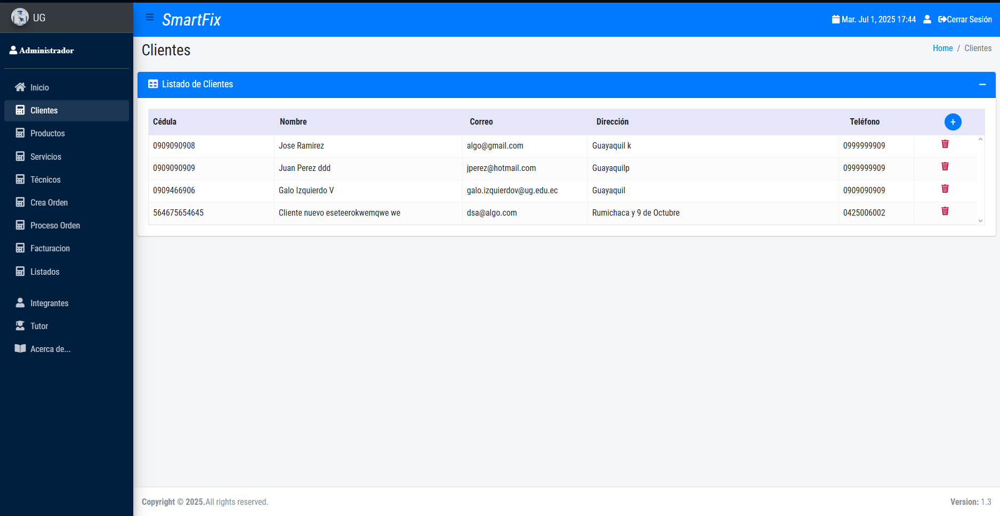 UG
SmartFix
Mar. Jul 1, 2025 17:44
Cerrar Sesión
Administrador
Inicio
Clientes
Productos
Servicios
Técnicos
Crea Orden
Proceso Orden
Facturacion
Listados
Integrantes
Tutor
Acerca de...
Clientes
Home / Clientes
Listado de Clientes
Cédula Nombre Correo Dirección Teléfono +
0909090908 Jose Ramirez algo@gmail.com Guayaquil k 0999999909
0909090909 Juan Perez ddd jperez@hotmail.com Guayaquilp 0999999909
0909466906 Galo Izquierdo V galo.izquierdov@ug.edu.ec Guayaquil 0909090909
564675654645 Cliente nuevo eseteerokwemqwe we dsa@algo.com Rumichaca y 9 de Octubre 0425006002
Copyright © 2025.All rights reserved.
Version: 1.3